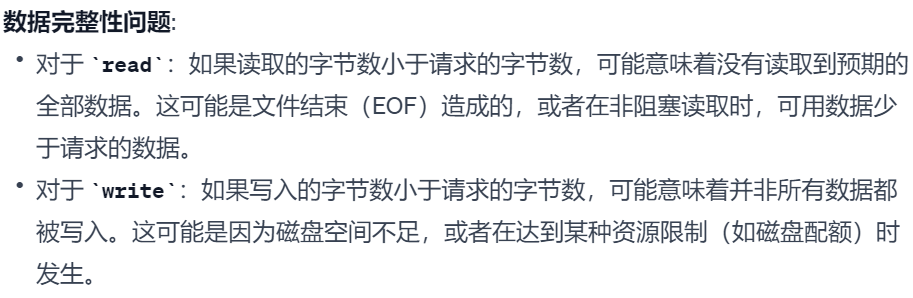 数据完整性问题:
• 对于 `read`：如果读取的字节数小于请求的字节数，可能意味着没有读取到预期的
全部数据。这可能是文件结束（EOF）造成的，或者在非阻塞读取时，可用数据少
于请求的数据。
• 对于 `write`：如果写入的字节数小于请求的字节数，可能意味着并非所有数据都
被写入。这可能是因为磁盘空间不足，或者在达到某种资源限制（如磁盘配额）时
发生。